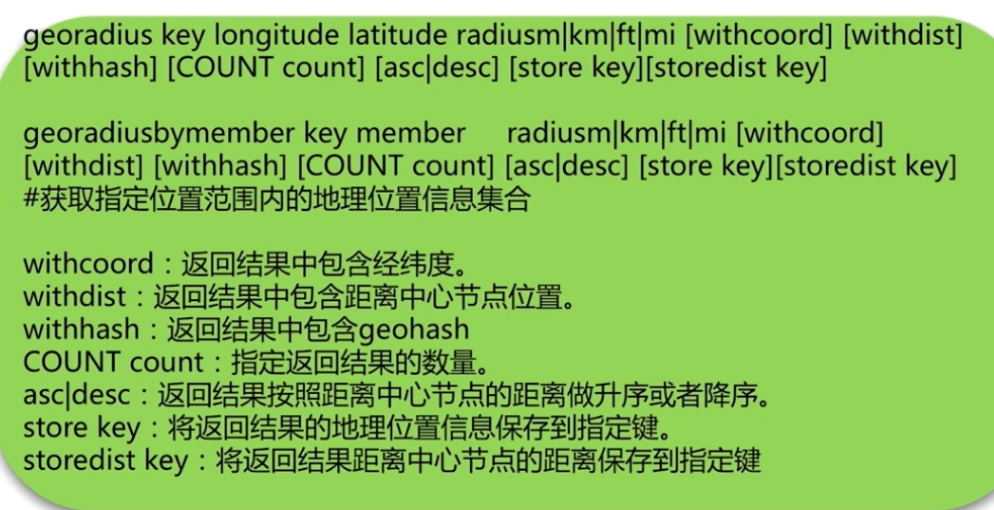 georadius key longitude latitude radiusm|km|ft|mi [withcoord] [withdist]
[withhash] [COUNT count] [asc|desc] [store key][storedist key]
georadiusbymember key member radiusm|km|ft|mi [withcoord]
[withdist] [withhash] [COUNT count] [asc|desc] [store key][storedist key]
#获取指定位置范围内的地理位置信息集合
withcoord：返回结果中包含经纬度。
withdist：返回结果中包含距离中心节点位置。
withhash：返回结果中包含geohash
COUNT count：指定返回结果的数量。
asc|desc：返回结果按照距离中心节点的距离做升序或者降序。
store key：将返回结果的地理位置信息保存到指定键。
storedist key：将返回结果距离中心节点的距离保存到指定键